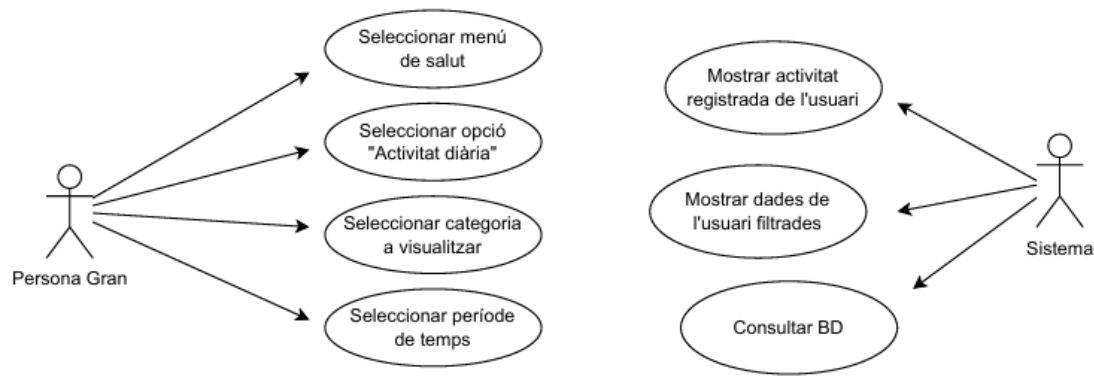 Seleccionar menú
de salut
Seleccionar opció
"Activitat diària"
Seleccionar categoria
a visualitzar
Seleccionar període
de temps
Persona Gran
Mostrar activitat
registrada de l'usuari
Mostrar dades de
l'usuari filtrades
Consultar BD
Sistema